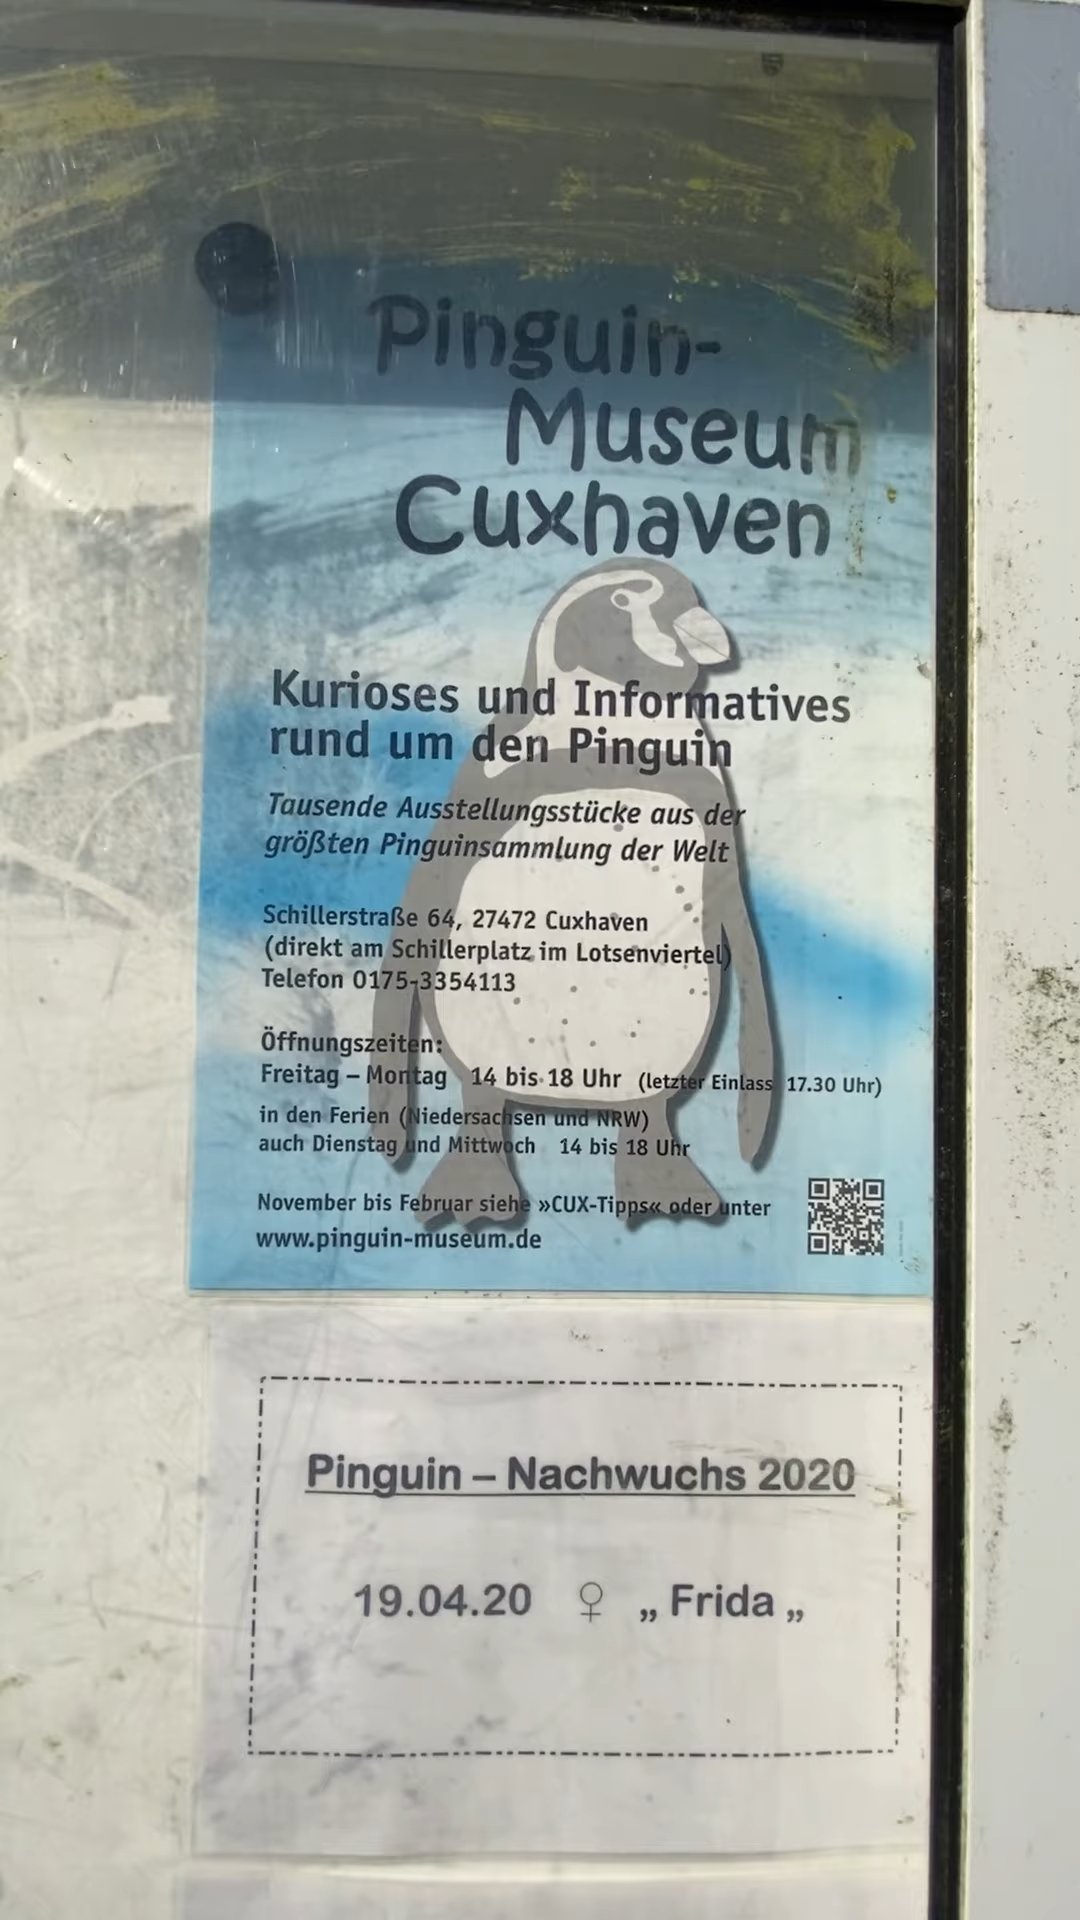 Pinguin-
Museum
Cuxhaven
Kurioses und Informatives
rund um den Pinguin
Tausende Ausstellungsstücke aus der
größten Pinguinsammlung der Welt
Schillerstraße 64, 27472 Cuxhaven
(direkt am Schillerplatz im Lotsenviertel)
Telefon 0175-3354113
Öffnungszeiten:
Freitag – Montag 14 bis 18 Uhr (letzter Einlass 17.30 Uhr)
in den Ferien (Niedersachsen und NRW)
auch Dienstag und Mittwoch 14 bis 18 Uhr
November bis Februar siehe »CUX-Tipps« oder unter
www.pinguin-museum.de
Pinguin – Nachwuchs 2020
19.04.20 ♀ „ Frida „